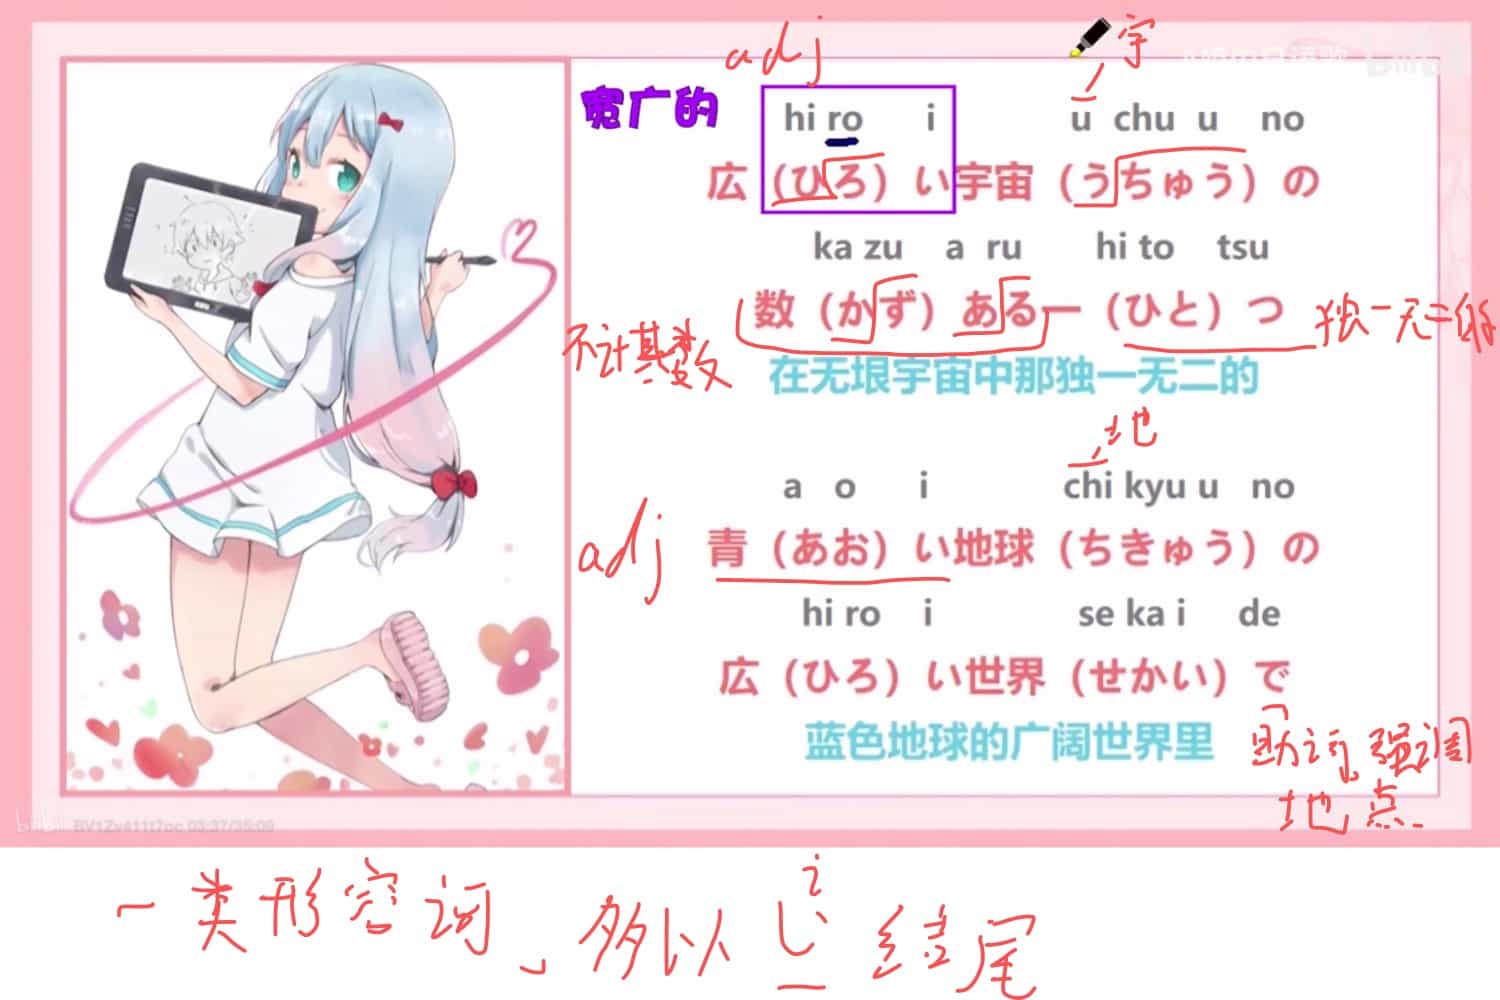 adj
宇
宽广的
hi ro i u chu u no
広（ひろ）い宇宙（うちゅう）の
ka zu a ru hi to tsu
数（かず）ある一（ひと）つ
不计其数
独一无二的
在无垠宇宙中那独一无二的
地
a o i chi kyu u no
adj
青（あお）い地球（ちきゅう）の
hi ro i se ka i de
広（ひろ）い世界（せかい）で
蓝色地球的广阔世界里
助词，强调
地点.
03:37/35:09
i
一类形容词、多以い结尾